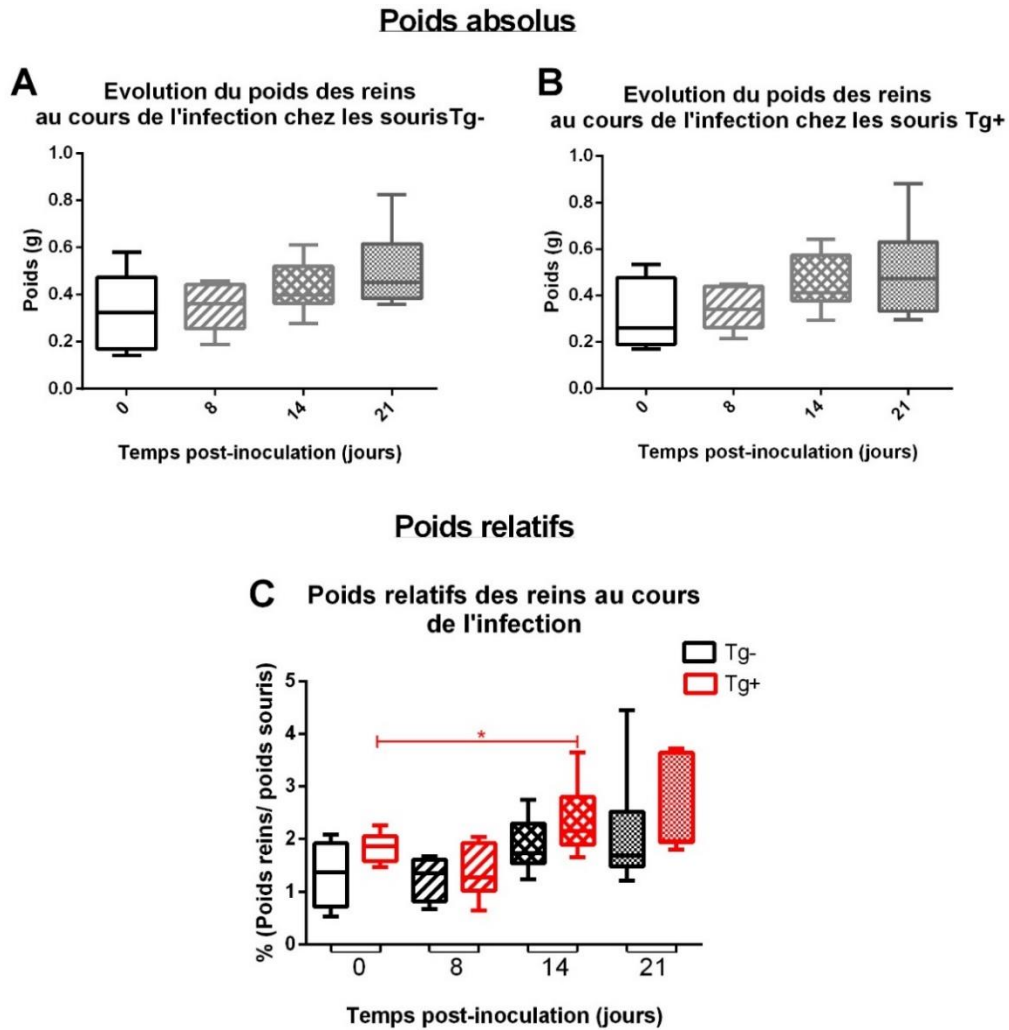 Poids absolus
A
Evolution du poids des reins
au cours de l'infection chez les sourisTg-
Poids (g)
1.0
0.8
0.6
0.4
0.2
0.0
0
8
14
21
Temps post-inoculation (jours)
B
Evolution du poids des reins
au cours de l'infection chez les souris Tg+
Poids (g)
1.0
0.8
0.6
0.4
0.2
0.0
0
8
14
21
Temps post-inoculation (jours)
Poids relatifs
C
Poids relatifs des reins au cours
de l'infection
Tg-
Tg+
% (Poids reins/ poids souris)
5
4
3
2
1
0
*
0
8
14
21
Temps post-inoculation (jours)